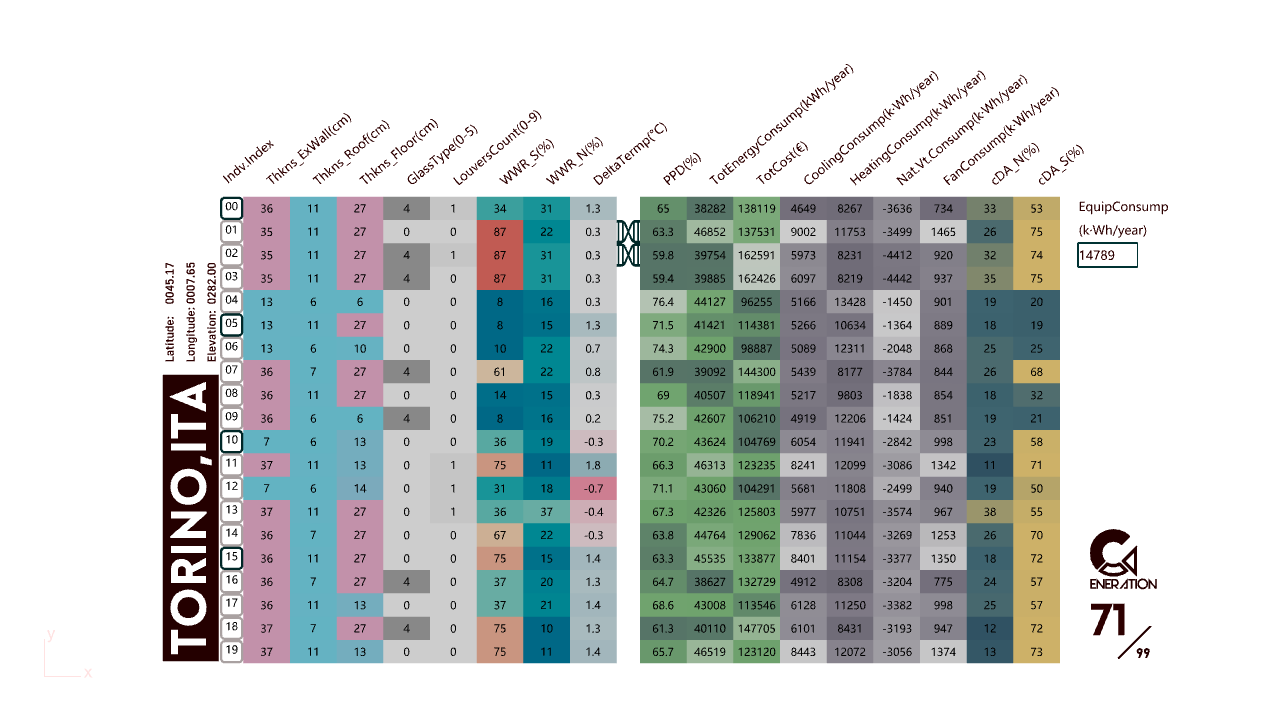 Indv.Index Thkns_ExWall(cm) Thkns_Roof(cm) Thkns_Floor(cm) GlassType(0-5) LouversCount(0-9) WWR_S(%) WWR_N(%) DeltaTermp(°C) PPD(%) TotEnergyConsump(kWh/year) TotCost(€) CoolingConsump(k·Wh/year) HeatingConsump(k·Wh/year) Nat.Vt.Consump(k·Wh/year) FanConsump(k·Wh/year) cDA_N(%) cDA_S(%)
00 36 11 27 4 1 34 31 1.3 65 38282 138119 4649 8267 -3636 734 33 53
01 35 11 27 0 0 87 22 0.3 63.3 46852 137531 9002 11753 -3499 1465 26 75
02 35 11 27 4 1 87 31 0.3 59.8 39754 162591 5973 8231 -4412 920 32 74
03 35 11 27 4 0 87 31 0.3 59.4 39885 162426 6097 8219 -4442 937 35 75
04 13 6 6 0 0 8 16 0.3 76.4 44127 96255 5166 13428 -1450 901 19 20
05 13 11 27 0 0 8 15 1.3 71.5 41421 114381 5266 10634 -1364 889 18 19
06 13 6 10 0 0 10 22 0.7 74.3 42900 98887 5089 12311 -2048 868 25 25
07 36 7 27 4 0 61 22 0.8 61.9 39092 144300 5439 8177 -3784 844 26 68
08 36 11 27 0 0 14 15 0.3 69 40507 118941 5217 9803 -1838 854 18 32
09 36 6 6 4 0 8 16 0.2 75.2 42607 106210 4919 12206 -1424 851 19 21
10 7 6 13 0 0 36 19 -0.3 70.2 43624 104769 6054 11941 -2842 998 23 58
11 37 11 13 0 1 75 11 1.8 66.3 46313 123235 8241 12099 -3086 1342 11 71
12 7 6 14 0 1 31 18 -0.7 71.1 43060 104291 5681 11808 -2499 940 19 50
13 37 11 27 0 1 36 37 -0.4 67.3 42326 125803 5977 10751 -3574 967 38 55
14 36 7 27 0 0 67 22 -0.3 63.8 44764 129062 7836 11044 -3269 1253 26 70
15 36 11 27 0 0 75 15 1.4 63.3 45535 133877 8401 11154 -3377 1350 18 72
16 36 7 27 4 0 37 20 1.3 64.7 38627 132729 4912 8308 -3204 775 24 57
17 36 11 13 0 0 37 21 1.4 68.6 43008 113546 6128 11250 -3382 998 25 57
18 37 7 27 4 0 75 10 1.3 61.3 40110 147705 6101 8431 -3193 947 12 72
19 37 11 13 0 0 75 11 1.4 65.7 46519 123120 8443 12072 -3056 1374 13 73
EquipConsump
(k·Wh/year)
14789
Latitude: 0045.17
Longitude: 0007.65
Elevation: 0282.00
TORINO,ITA
ENERATION
71
/ 99
y
x